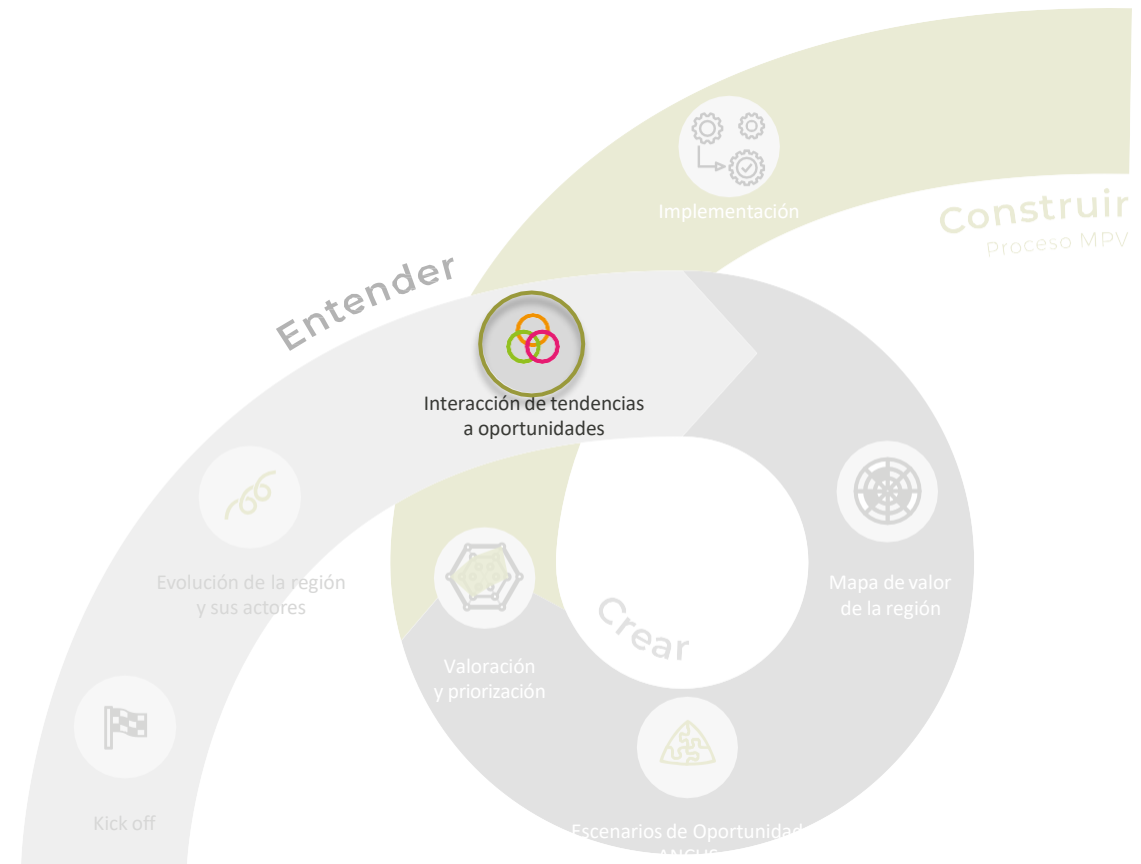 Implementación
Construir
Proceso MPV
Entender
Interacción de tendencias
a oportunidades
Evolución de la región
y sus actores
Mapa de valor
de la región
Crear
Valoración
y priorización
Kick off
Escenarios de Oportunidad